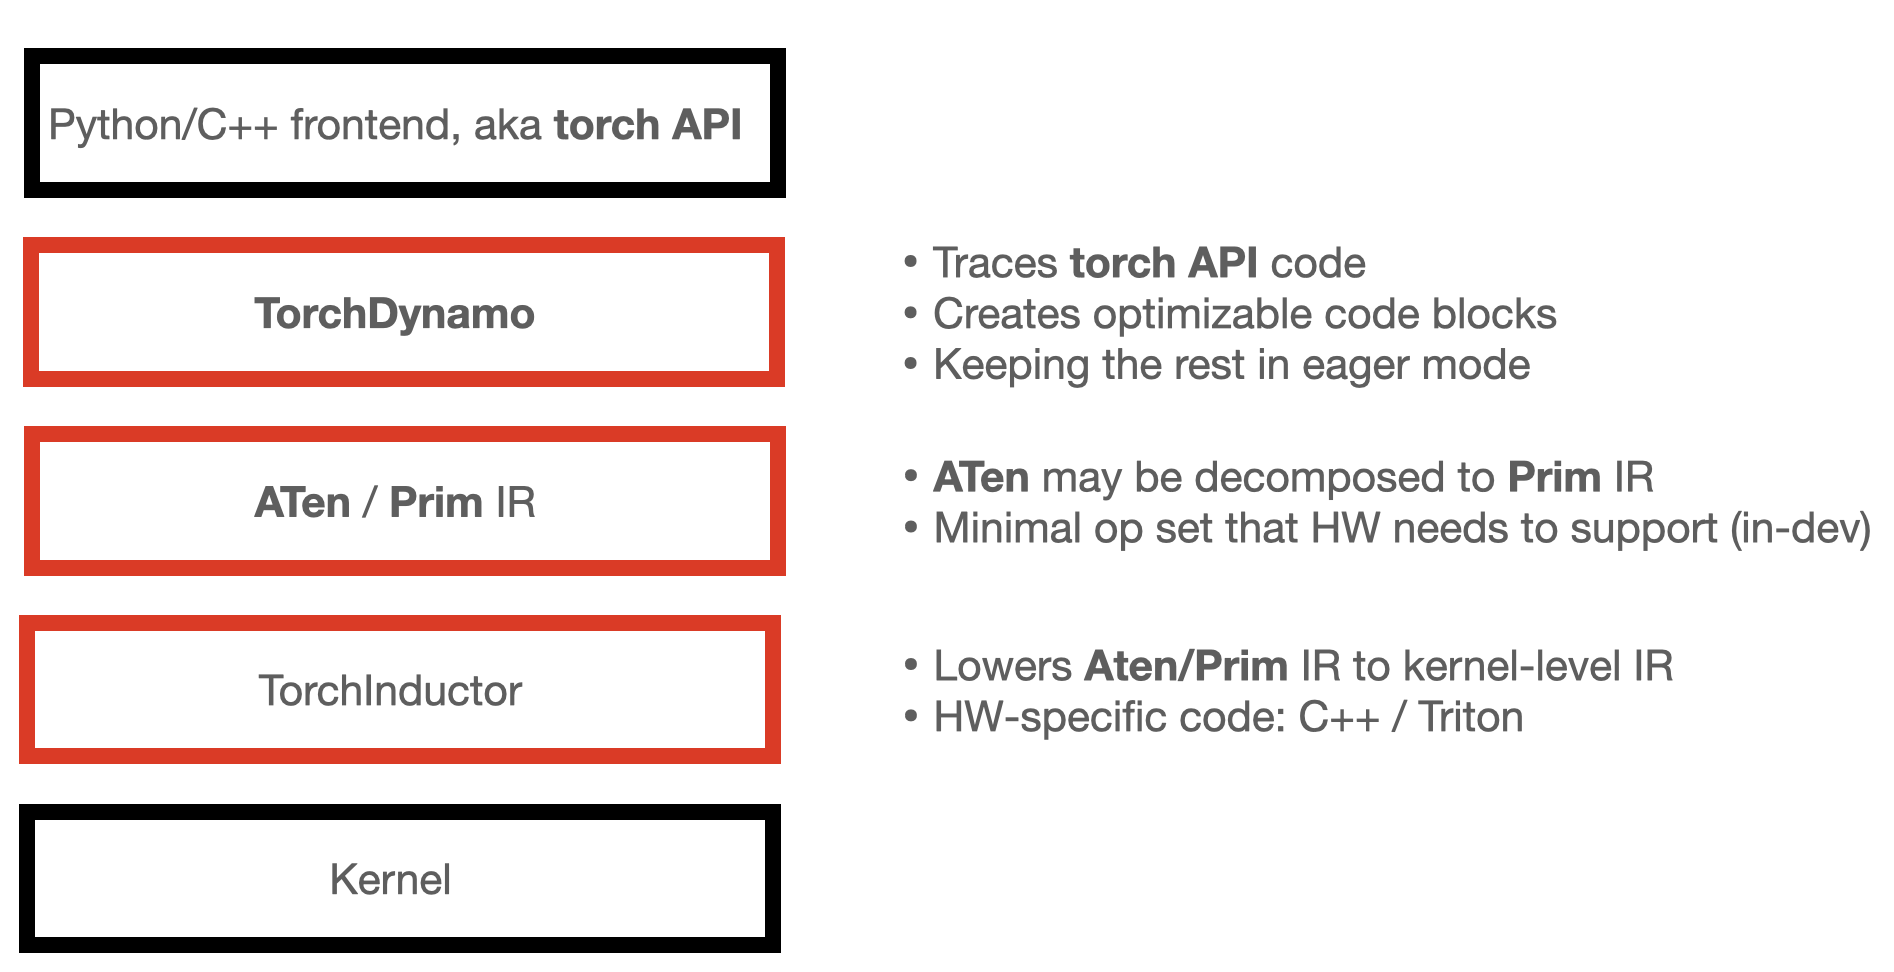 Python/C++ frontend, aka torch API
TorchDynamo
• Traces torch API code
• Creates optimizable code blocks
• Keeping the rest in eager mode
ATen / Prim IR
• ATen may be decomposed to Prim IR
• Minimal op set that HW needs to support (in-dev)
TorchInductor
• Lowers Aten/Prim IR to kernel-level IR
• HW-specific code: C++ / Triton
Kernel